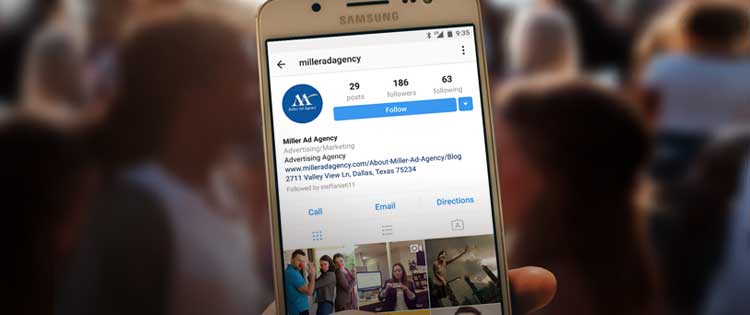 SAMSUNG
9:35
milleradagency
29 186 63
posts followers following
Miller Ad Agency
Follow
Miller Ad Agency
Advertising/Marketing
Advertising Agency
www.milleradagency.com/About-Miller-Ad-Agency/Blog
2711 Valley View Ln, Dallas, Texas 75234
Followed by steffanie611
Call Email Directions